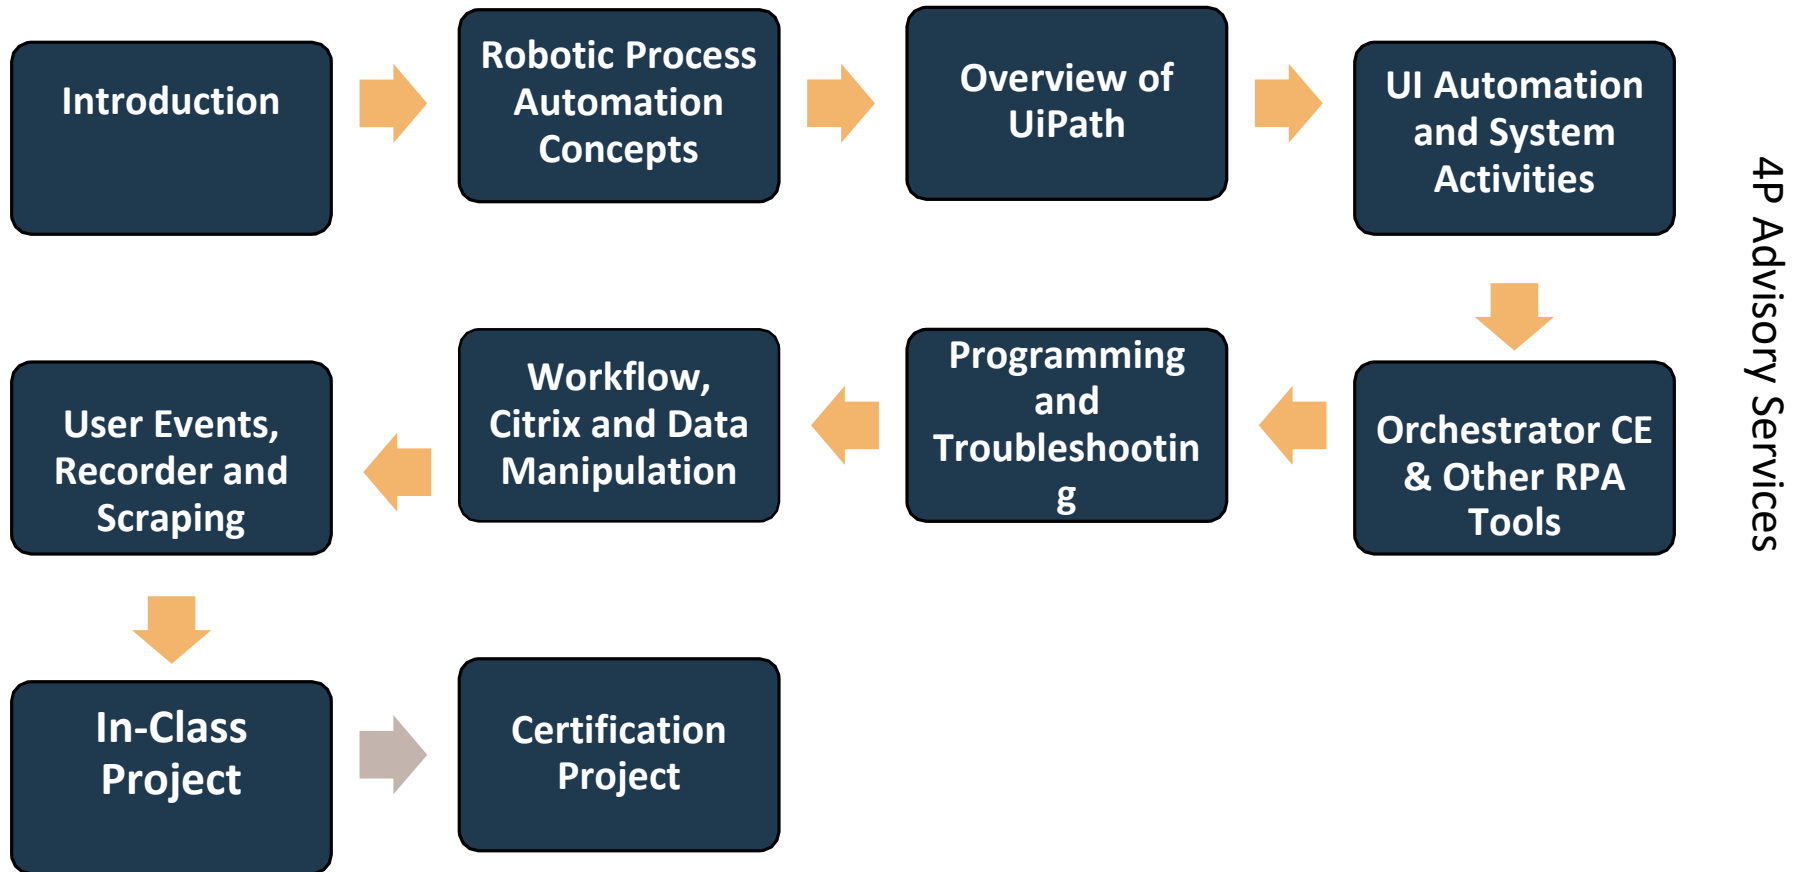 Introduction
Robotic Process
Automation
Concepts
Overview of
UiPath
UI Automation
and System
Activities
Orchestrator CE
& Other RPA
Tools
Programming
and
Troubleshootin
g
Workflow,
Citrix and Data
Manipulation
User Events,
Recorder and
Scraping
In-Class
Project
Certification
Project
4P Advisory Services